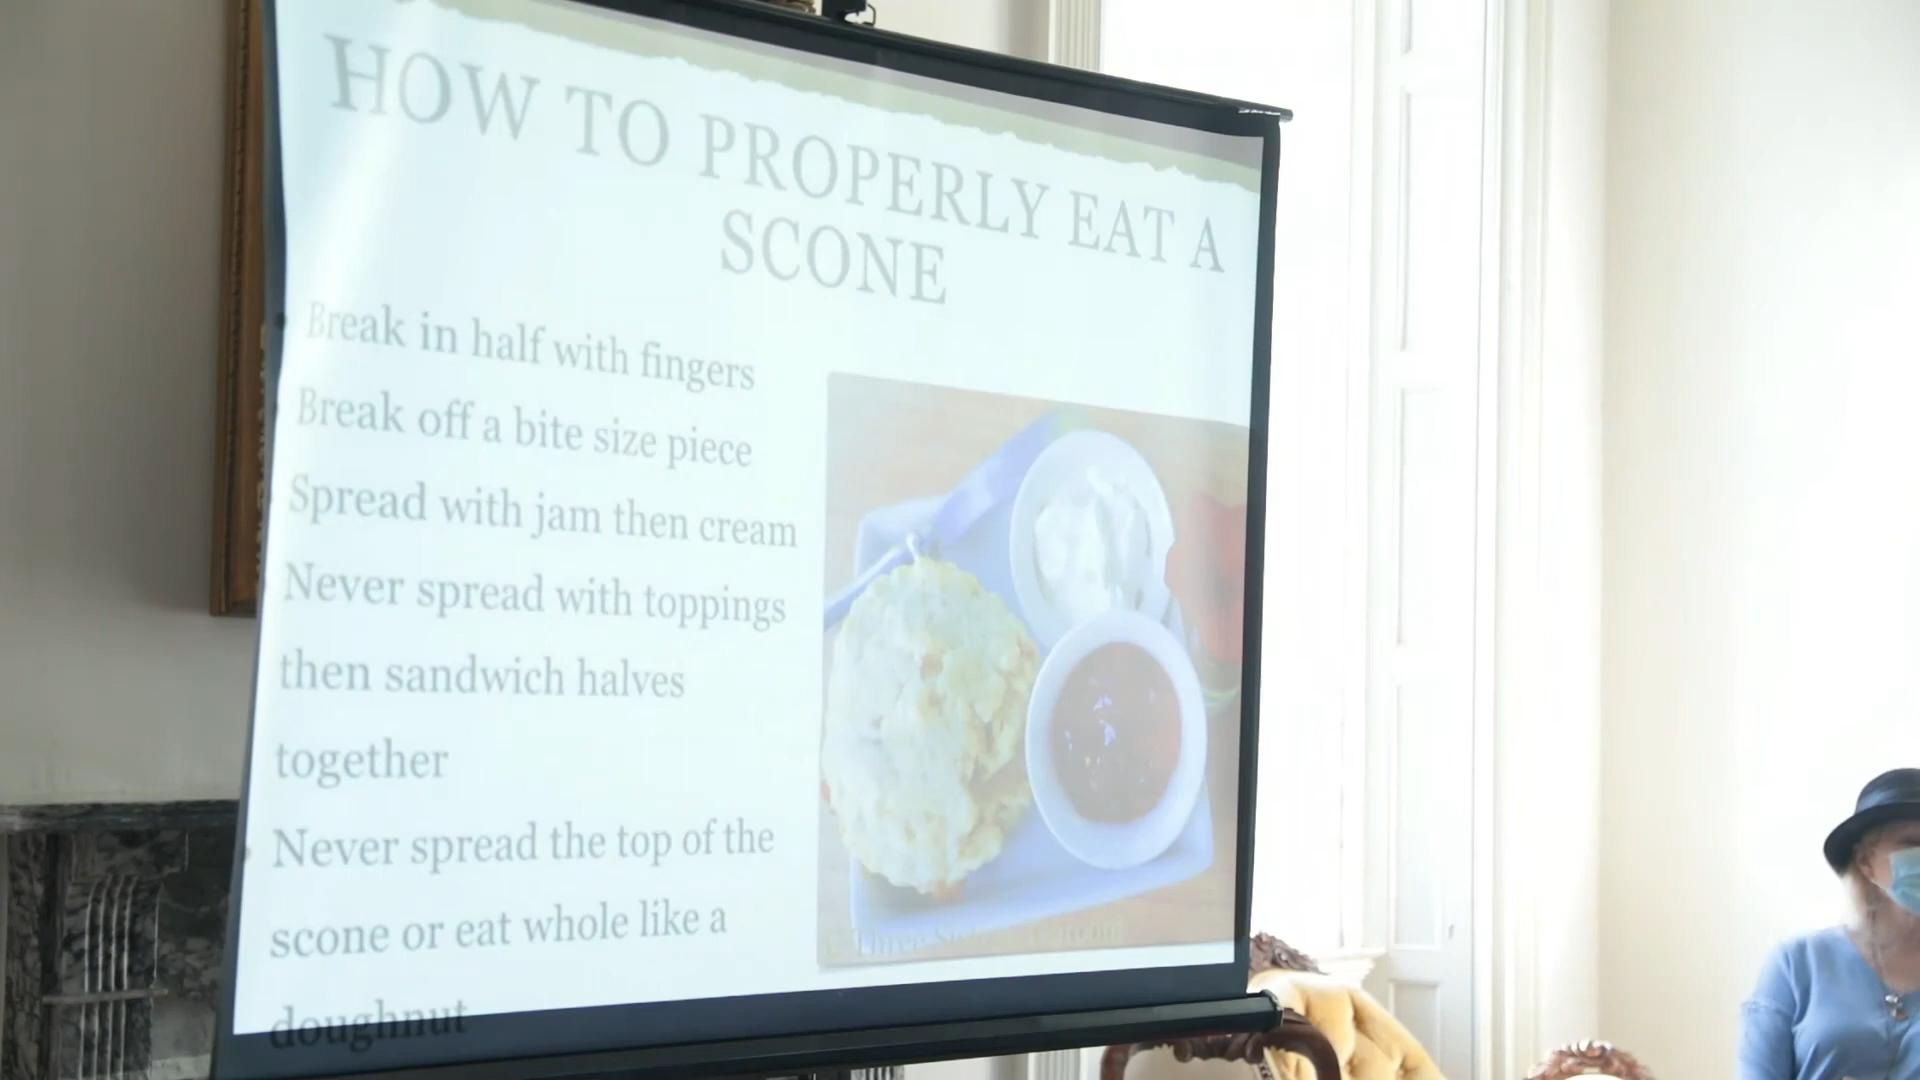 HOW TO PROPERLY EAT A
SCONE
Break in half with fingers
Break off a bite size piece
Spread with jam then cream
Never spread with toppings
then sandwich halves
together
Never spread the top of the
scone or eat whole like a
doughnut